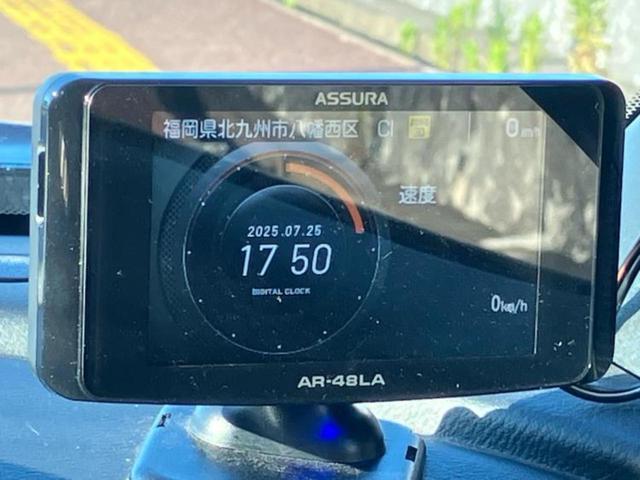 ASSURA
福岡県北九州市八幡西区 CI 0m
速度
2025.07.25
17 50
DIGITAL CLOCK
0km/h
AR-48LA